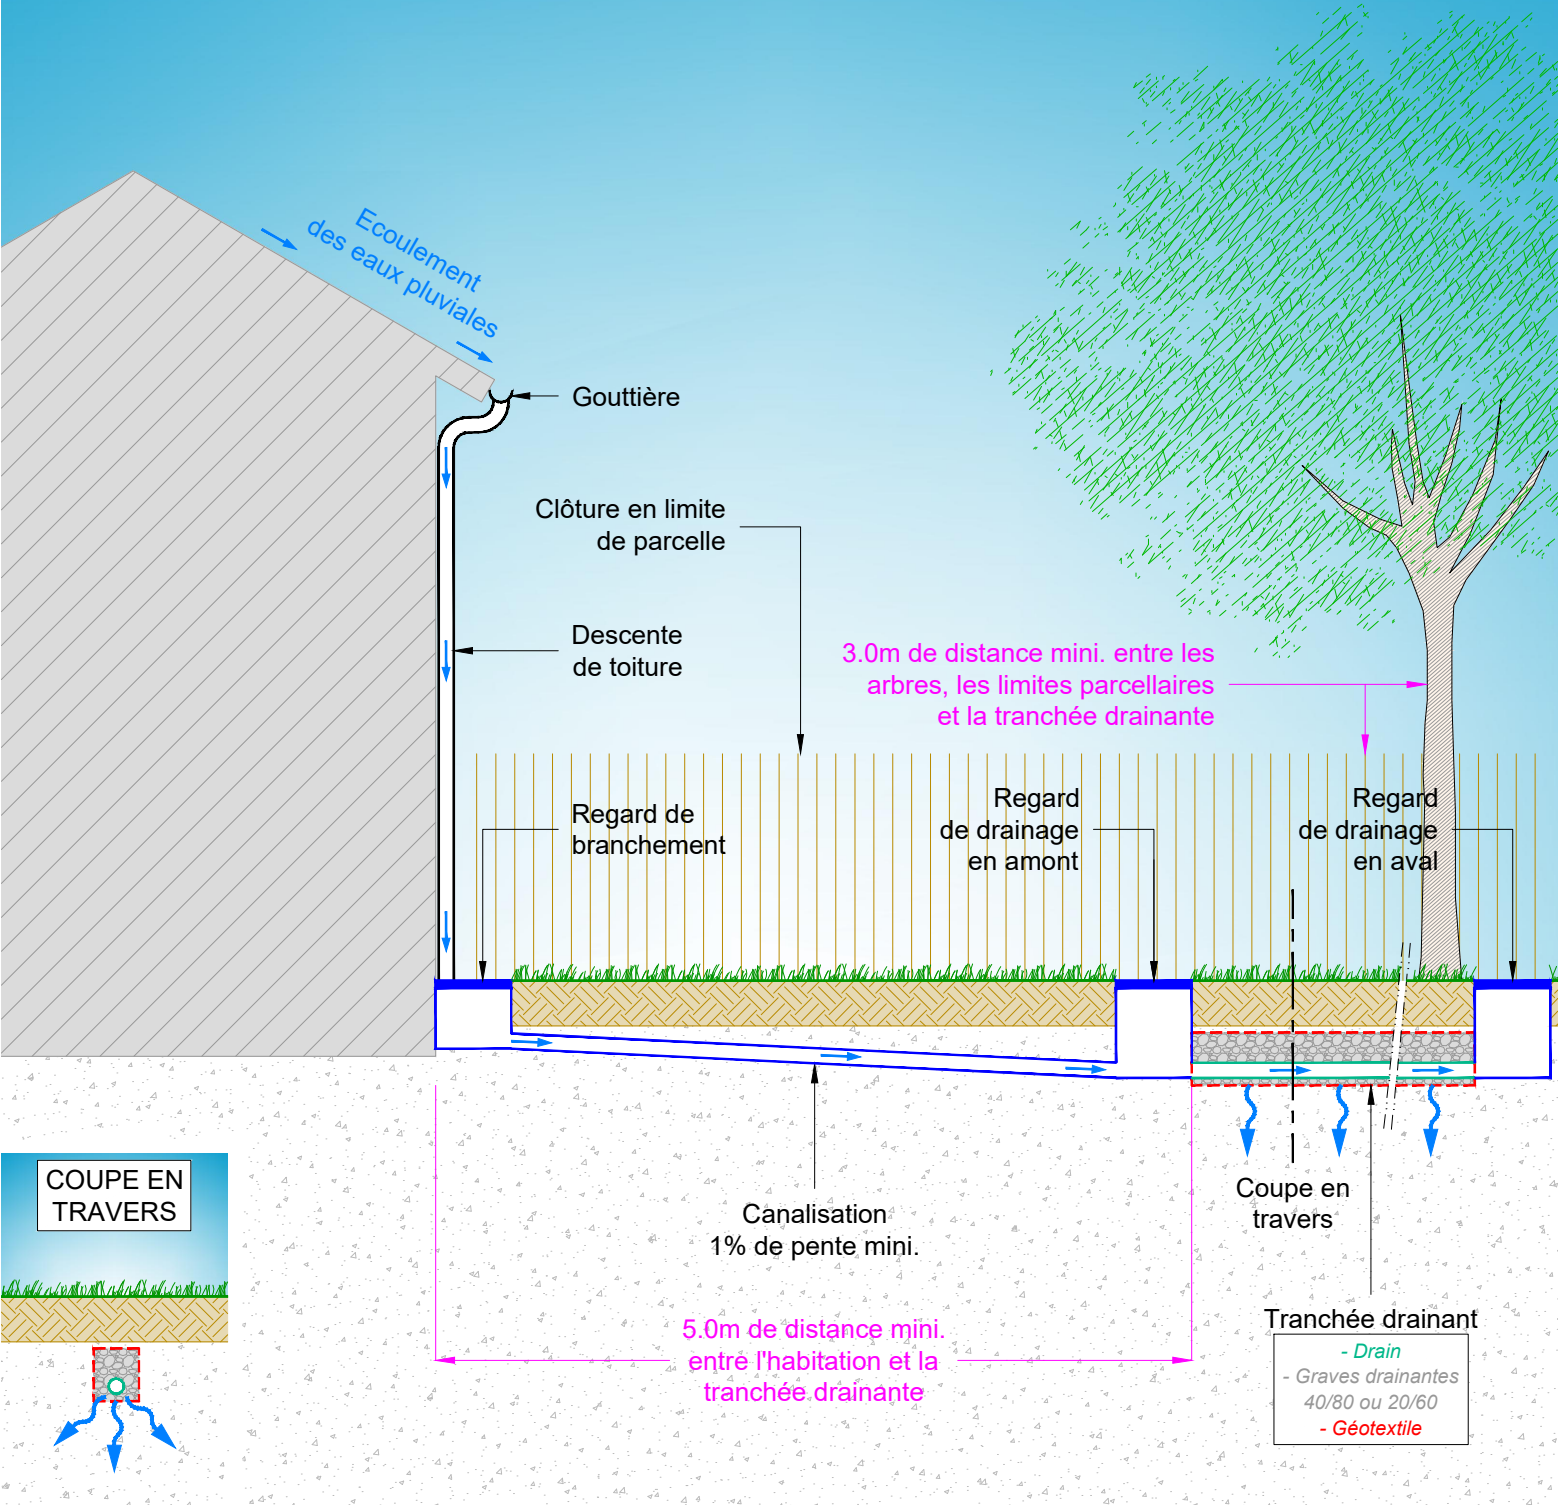 Ecoulement
des eaux pluviales
Gouttière
Clôture en limite
de parcelle
Descente
de toiture
3.0m de distance mini. entre les
arbres, les limites parcellaires
et la tranchée drainante
Regard de
branchement
Regard
de drainage
en amont
Regard
de drainage
en aval
COUPE EN
TRAVERS
Canalisation
1% de pente mini.
Coupe en
travers
5.0m de distance mini.
entre l'habitation et la
tranchée drainante
Tranchée drainant
- Drain
- Graves drainantes
40/80 ou 20/60
- Géotextile